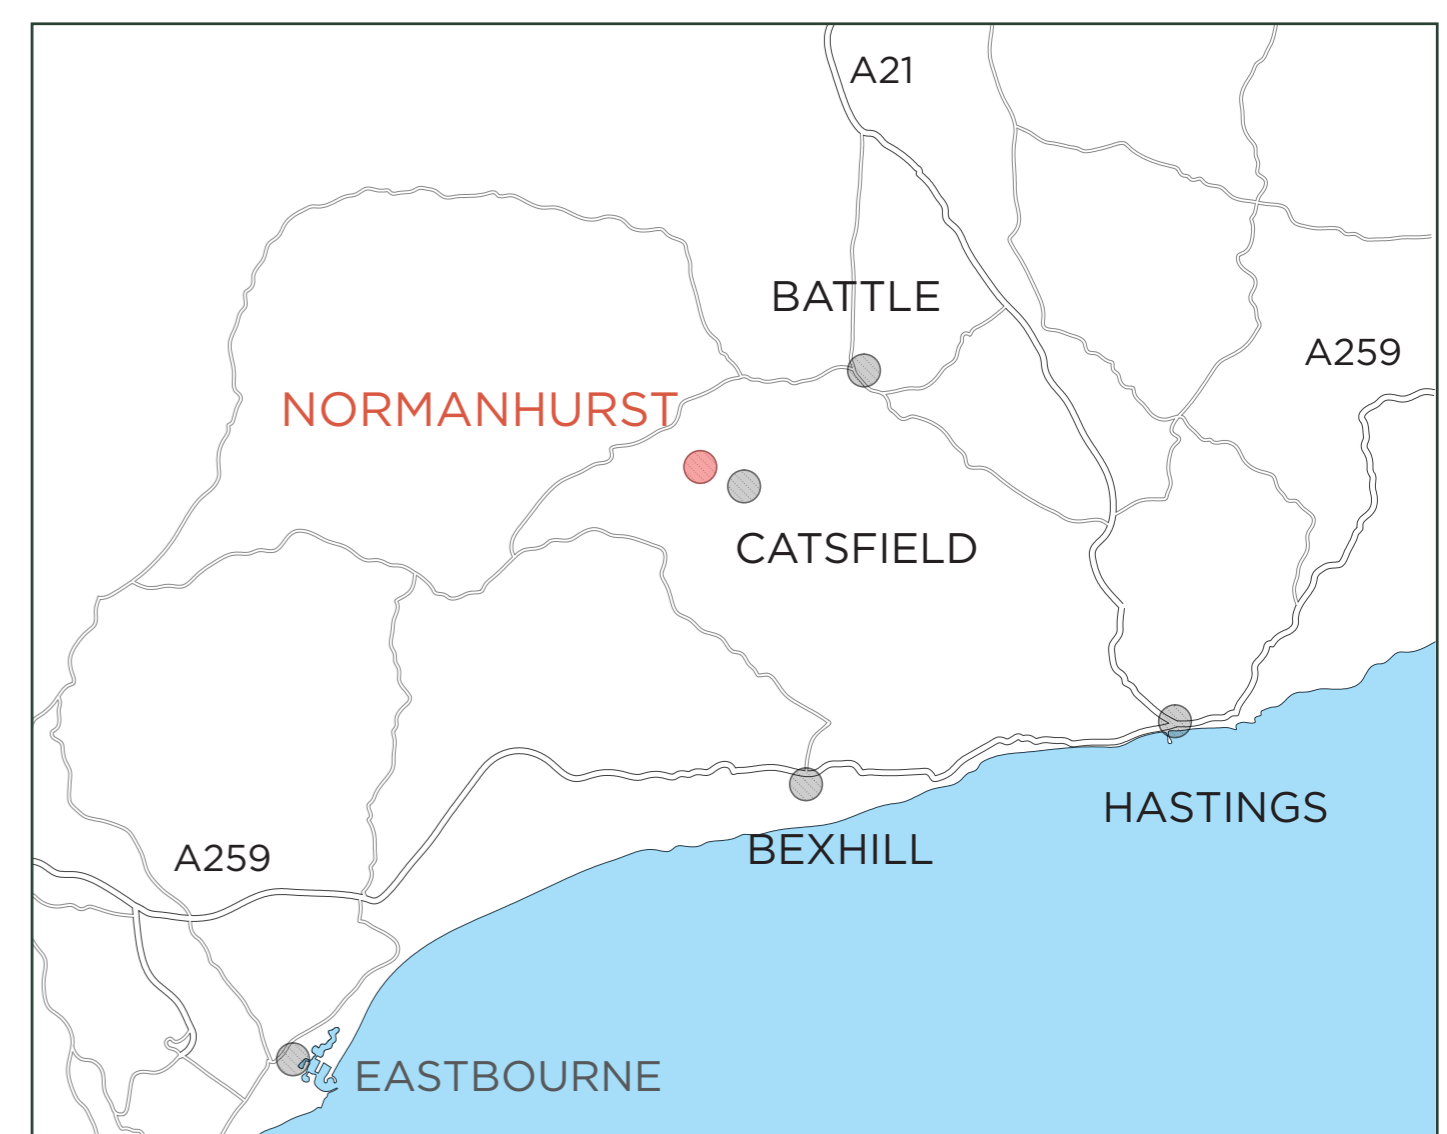 A21
BATTLE
A259
NORMANHURST
CATSFIELD
HASTINGS
BEXHILL
A259
EASTBOURNE